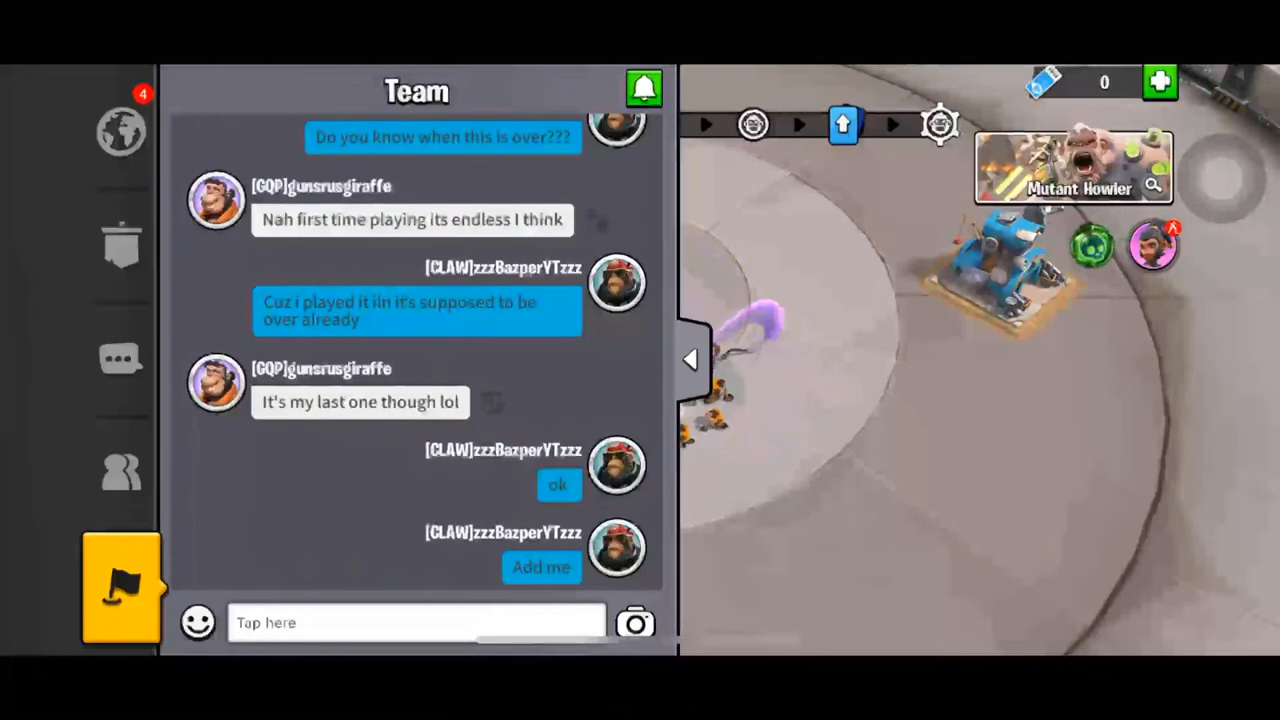 4
Team
Do you know when this is over???
[GQP]gunsrusgiraffe
Nah first time playing its endless I think
[CLAW]zzzBazperYTzzz
Cuz i played it iIn it's supposed to be
over already
[GQP]gunsrusgiraffe
It's my last one though lol
[CLAW]zzzBazperYTzzz
ok
[CLAW]zzzBazperYTzzz
Add me
Tap here
0
Mutant Howler